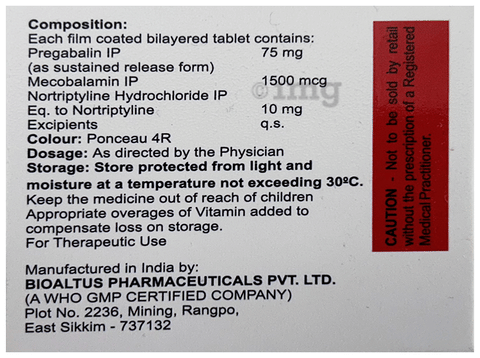 Composition:
Each film coated bilayered tablet contains:
Pregabalin IP 75 mg
(as sustained release form)
Mecobalamin IP 1500 mcg
Nortriptyline Hydrochloride IP
Eq. to Nortriptyline 10 mg
Excipients q.s.
Colour: Ponceau 4R
Dosage: As directed by the Physician
Storage: Store protected from light and
moisture at a temperature not exceeding 30ºC.
Keep the medicine out of reach of children
Appropriate overages of Vitamin added to
compensate loss on storage.
For Therapeutic Use
Manufactured in India by:
BIOALTUS PHARMACEUTICALS PVT. LTD.
(A WHO GMP CERTIFIED COMPANY)
Plot No. 2236, Mining, Rangpo,
East Sikkim - 737132
CAUTION - Not to be sold by retail
without the prescription of a Registered
Medical Practitioner.
1mg